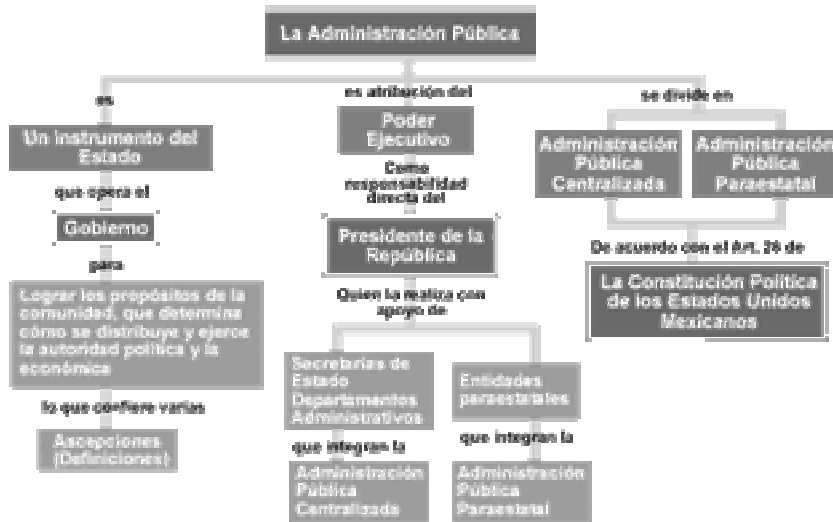 La Administración Pública
es
Un instrumento del
Estado
que opera el
Gobierno
para
Lograr los propósitos de la
comunidad, que determina
cómo se distribuye y ejerce
la autoridad política y la
económica
lo que confiere varias
Ascepciones
(Definiciones)
es atribución del
Poder
Ejecutivo
Como
responsabilidad
directa del
Presidente de la
República
Quien la realiza con
apoyo de
Secretarías de
Estado
Departamentos
Administrativos
que integran la
Administración
Pública
Centralizada
Entidades
paraestatales
que integran la
Administración
Pública
Paraestatal
se divide en
Administración
Pública
Centralizada
Administración
Pública
Paraestatal
De acuerdo con el Art. 26 de
La Constitución Política
de los Estados Unidos
Mexicanos